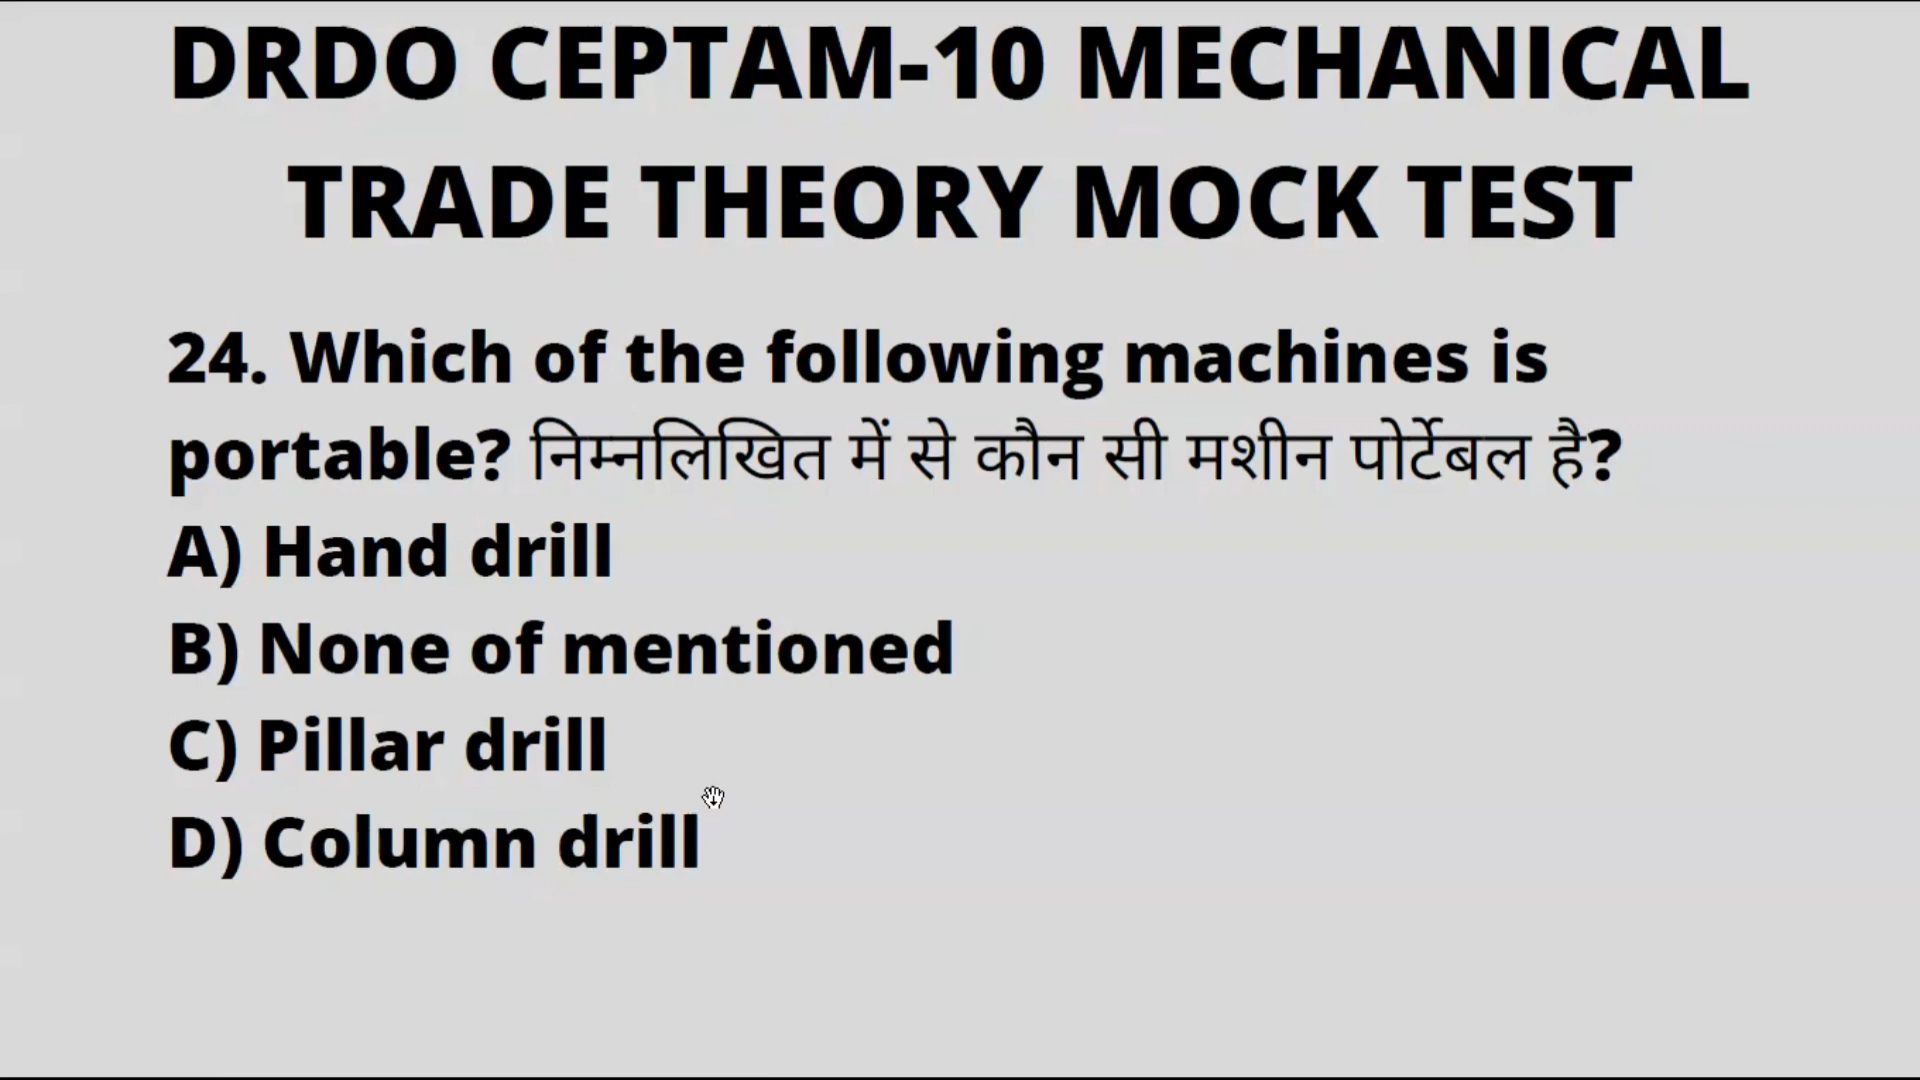 DRDO CEPTAM-10 MECHANICAL
TRADE THEORY MOCK TEST
24. Which of the following machines is
portable? निम्नलिखित में से कौन सी मशीन पोर्टेबल है?
A) Hand drill
B) None of mentioned
C) Pillar drill
D) Column drill